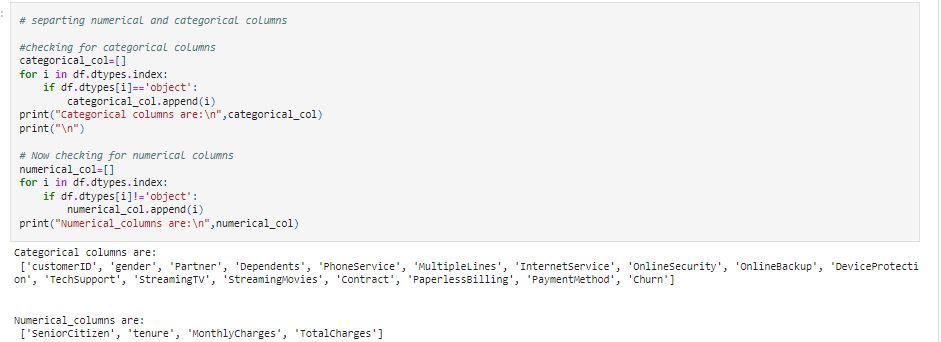 # separting numerical and categorical columns
#checking for categorical columns
categorical_col=[]
for i in df.dtypes.index:
    if df.dtypes[i]=='object':
        categorical_col.append(i)
print("Categorical columns are:\n",categorical_col)
print("\n")
# Now checking for numerical columns
numerical_col=[]
for i in df.dtypes.index:
    if df.dtypes[i]!='object':
        numerical_col.append(i)
print("Numerical_columns are:\n",numerical_col)
Categorical columns are:
 ['customerID', 'gender', 'Partner', 'Dependents', 'PhoneService', 'MultipleLines', 'InternetService', 'OnlineSecurity', 'OnlineBackup', 'DeviceProtecti
on', 'TechSupport', 'StreamingTV', 'StreamingMovies', 'Contract', 'PaperlessBilling', 'PaymentMethod', 'Churn']
Numerical_columns are:
 ['SeniorCitizen', 'tenure', 'MonthlyCharges', 'TotalCharges']